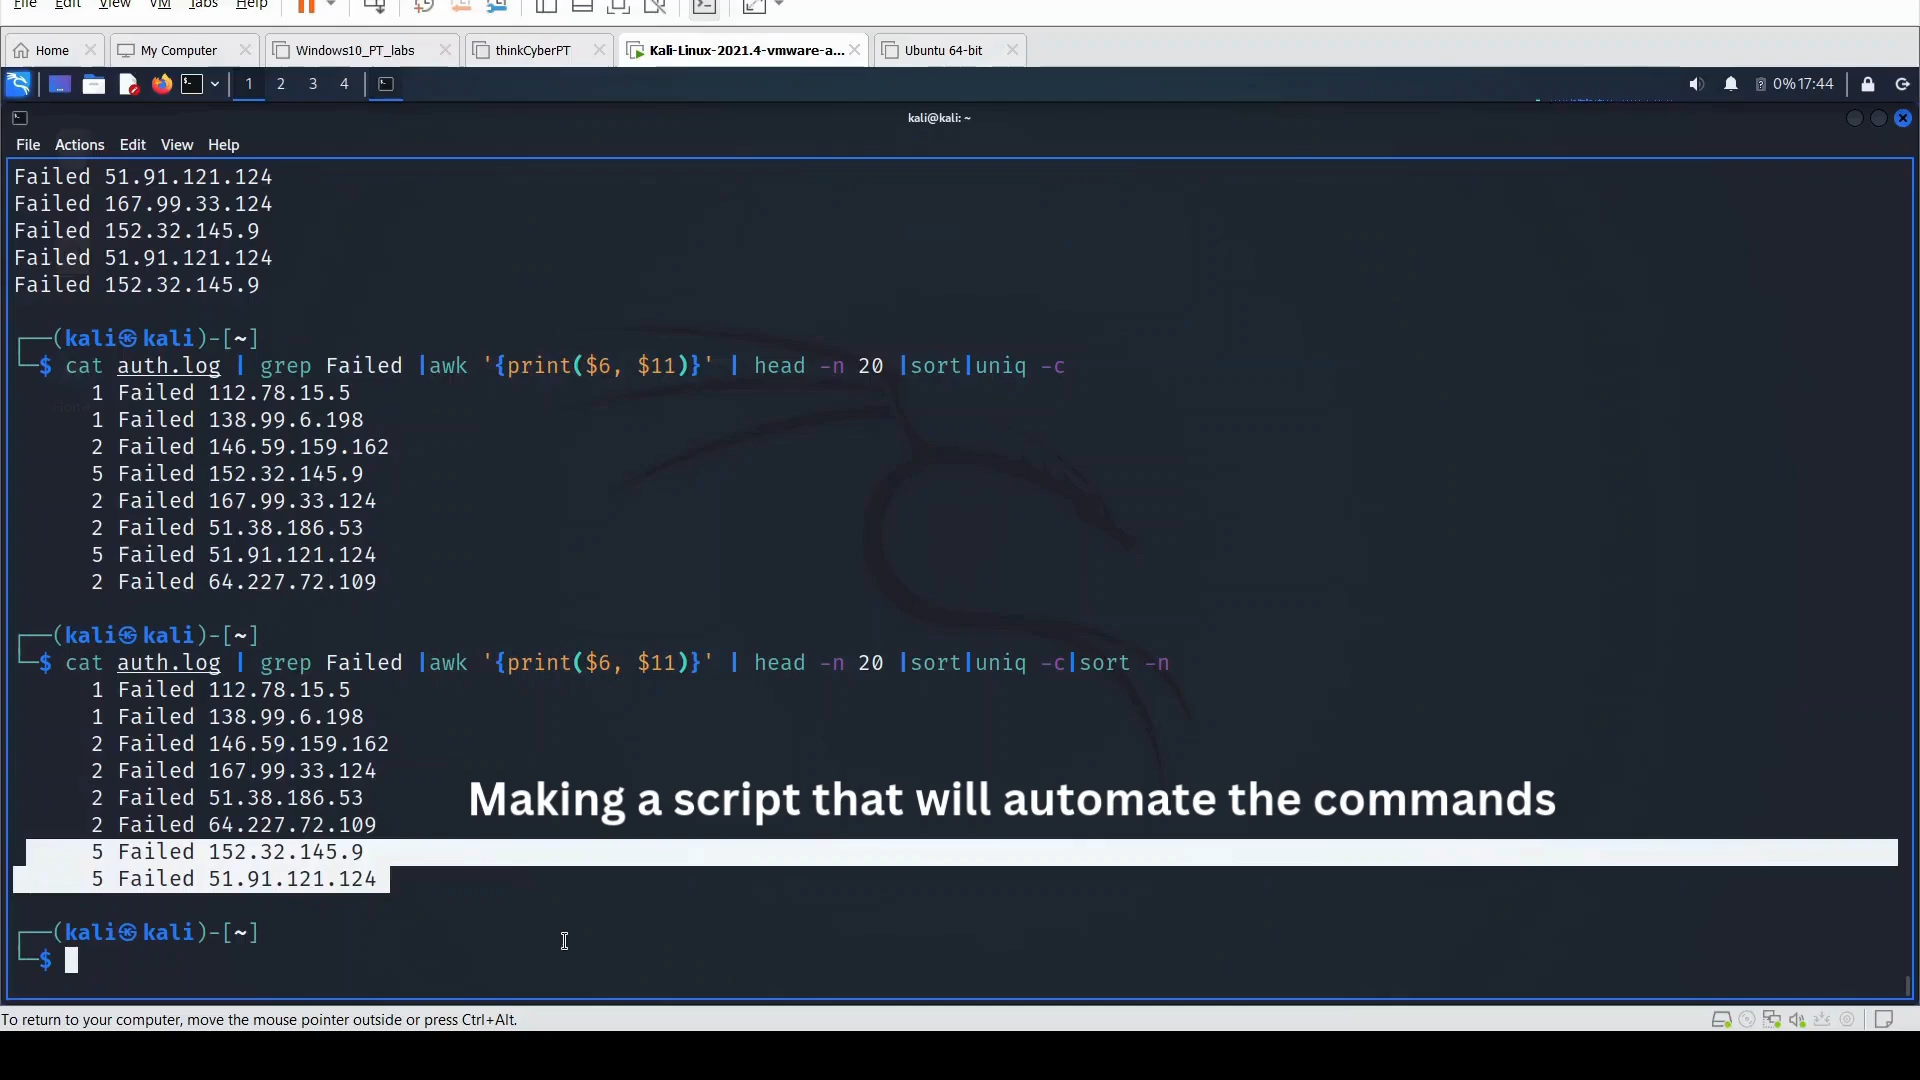 File Edit View VM Tabs Help
Home My Computer Windows10_PT_labs thinkCyberPT Kali-Linux-2021.4-vmware-a... Ubuntu 64-bit
1 2 3 4 0% 17:44
kali@kali: ~
File Actions Edit View Help
Failed 51.91.121.124
Failed 167.99.33.124
Failed 152.32.145.9
Failed 51.91.121.124
Failed 152.32.145.9
┌──(kali㉿kali)-[~]
└─$ cat auth.log | grep Failed |awk '{print($6, $11)}' | head -n 20 |sort|uniq -c
1 Failed 112.78.15.5
1 Failed 138.99.6.198
2 Failed 146.59.159.162
5 Failed 152.32.145.9
2 Failed 167.99.33.124
2 Failed 51.38.186.53
5 Failed 51.91.121.124
2 Failed 64.227.72.109
┌──(kali㉿kali)-[~]
└─$ cat auth.log | grep Failed |awk '{print($6, $11)}' | head -n 20 |sort|uniq -c|sort -n
1 Failed 112.78.15.5
1 Failed 138.99.6.198
2 Failed 146.59.159.162
2 Failed 167.99.33.124
2 Failed 51.38.186.53
2 Failed 64.227.72.109
Making a script that will automate the commands
5 Failed 152.32.145.9
5 Failed 51.91.121.124
┌──(kali㉿kali)-[~]
└─$
To return to your computer, move the mouse pointer outside or press Ctrl+Alt.